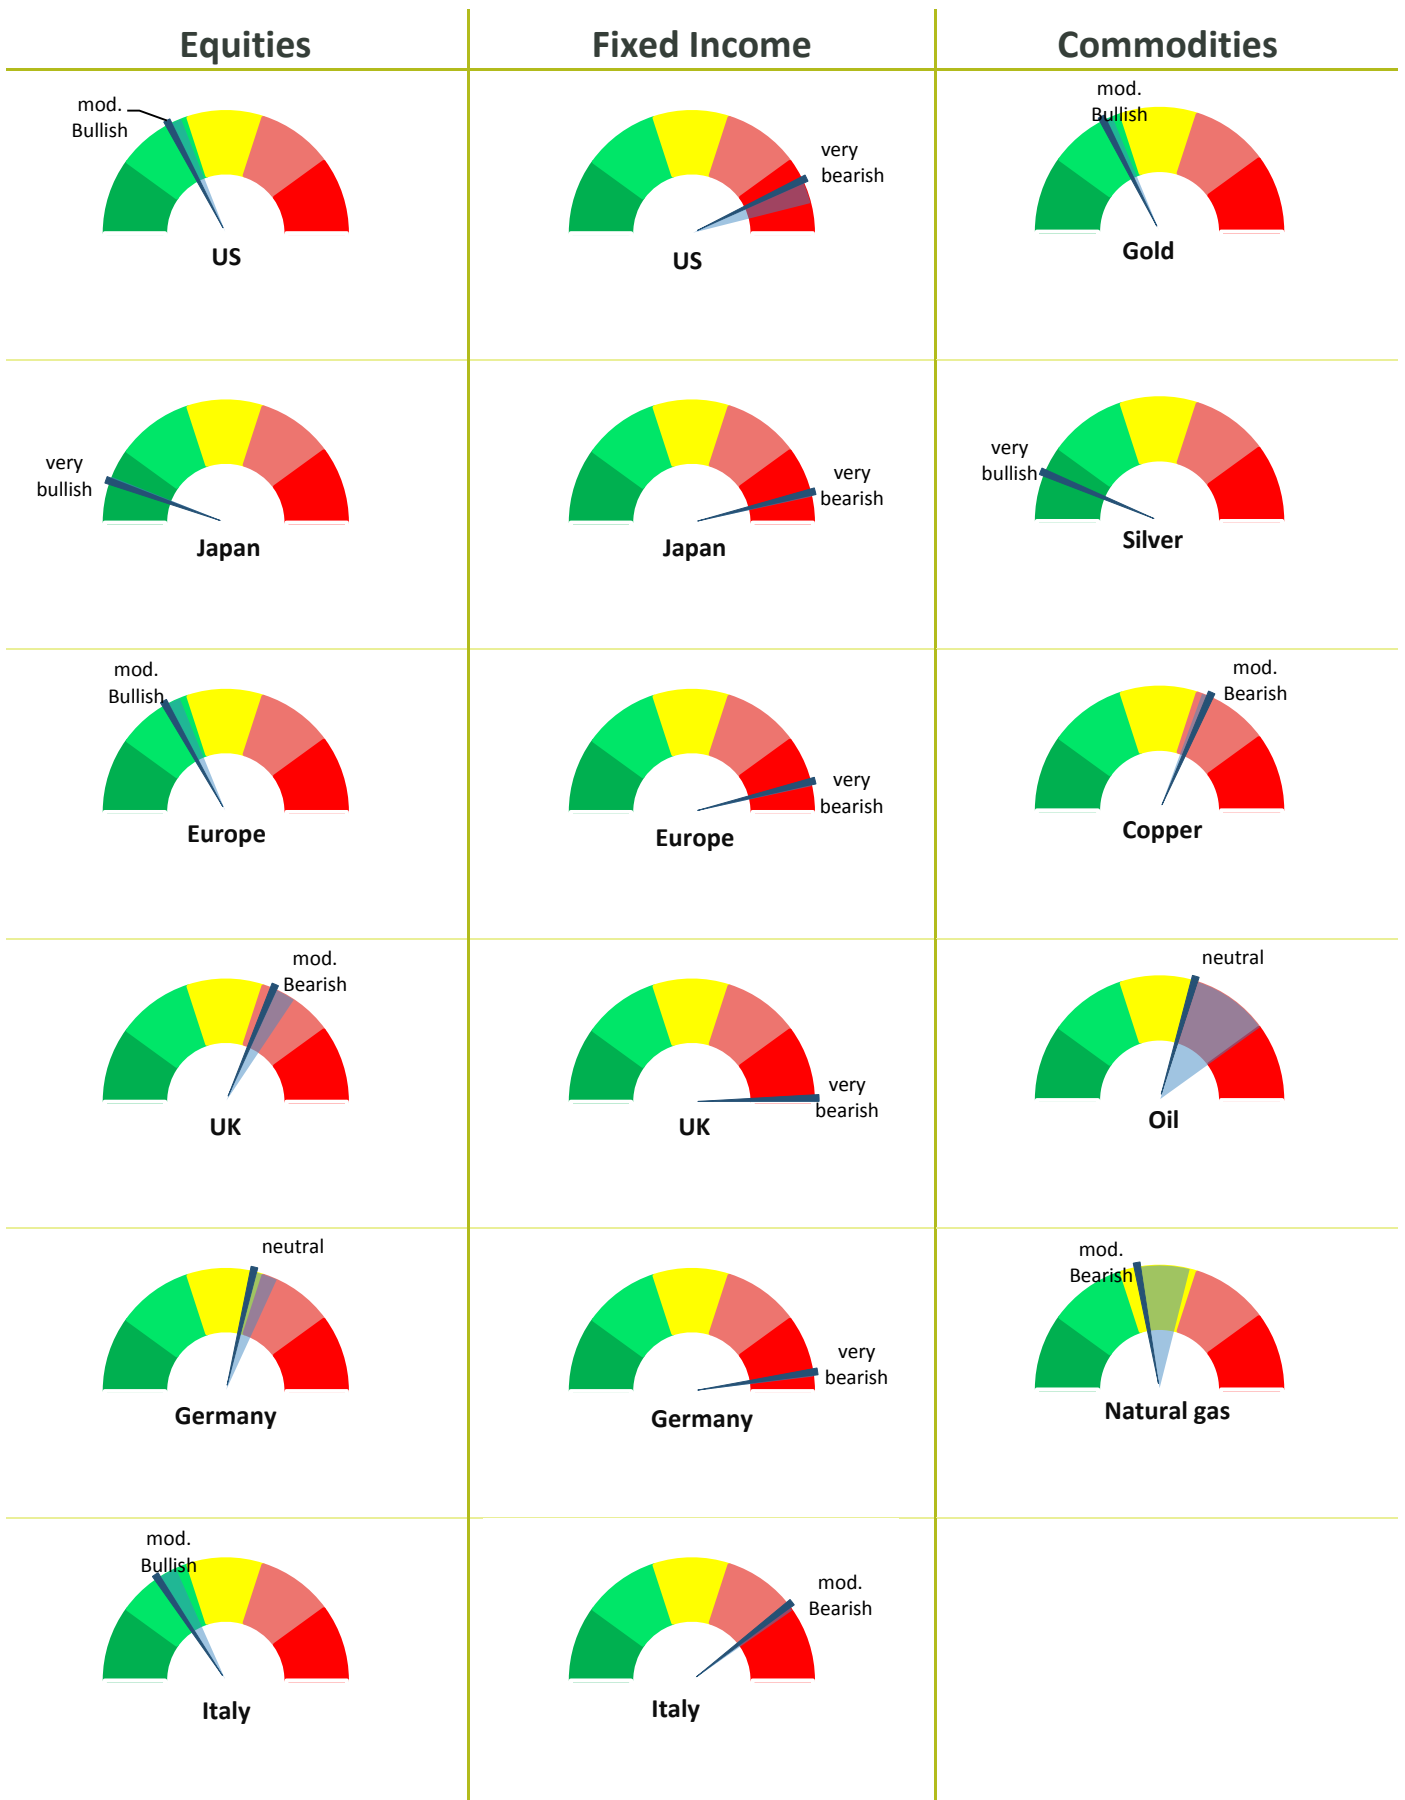 Equities
Fixed Income
Commodities
mod.
Bullish
US
very
bearish
US
mod.
Bullish
Gold
very
bullish
Japan
very
bearish
Japan
very
bullish
Silver
mod.
Bullish
Europe
very
bearish
Europe
mod.
Bearish
Copper
mod.
Bearish
UK
very
bearish
UK
neutral
Oil
neutral
Germany
very
bearish
Germany
mod.
Bearish
Natural gas
mod.
Bullish
Italy
mod.
Bearish
Italy